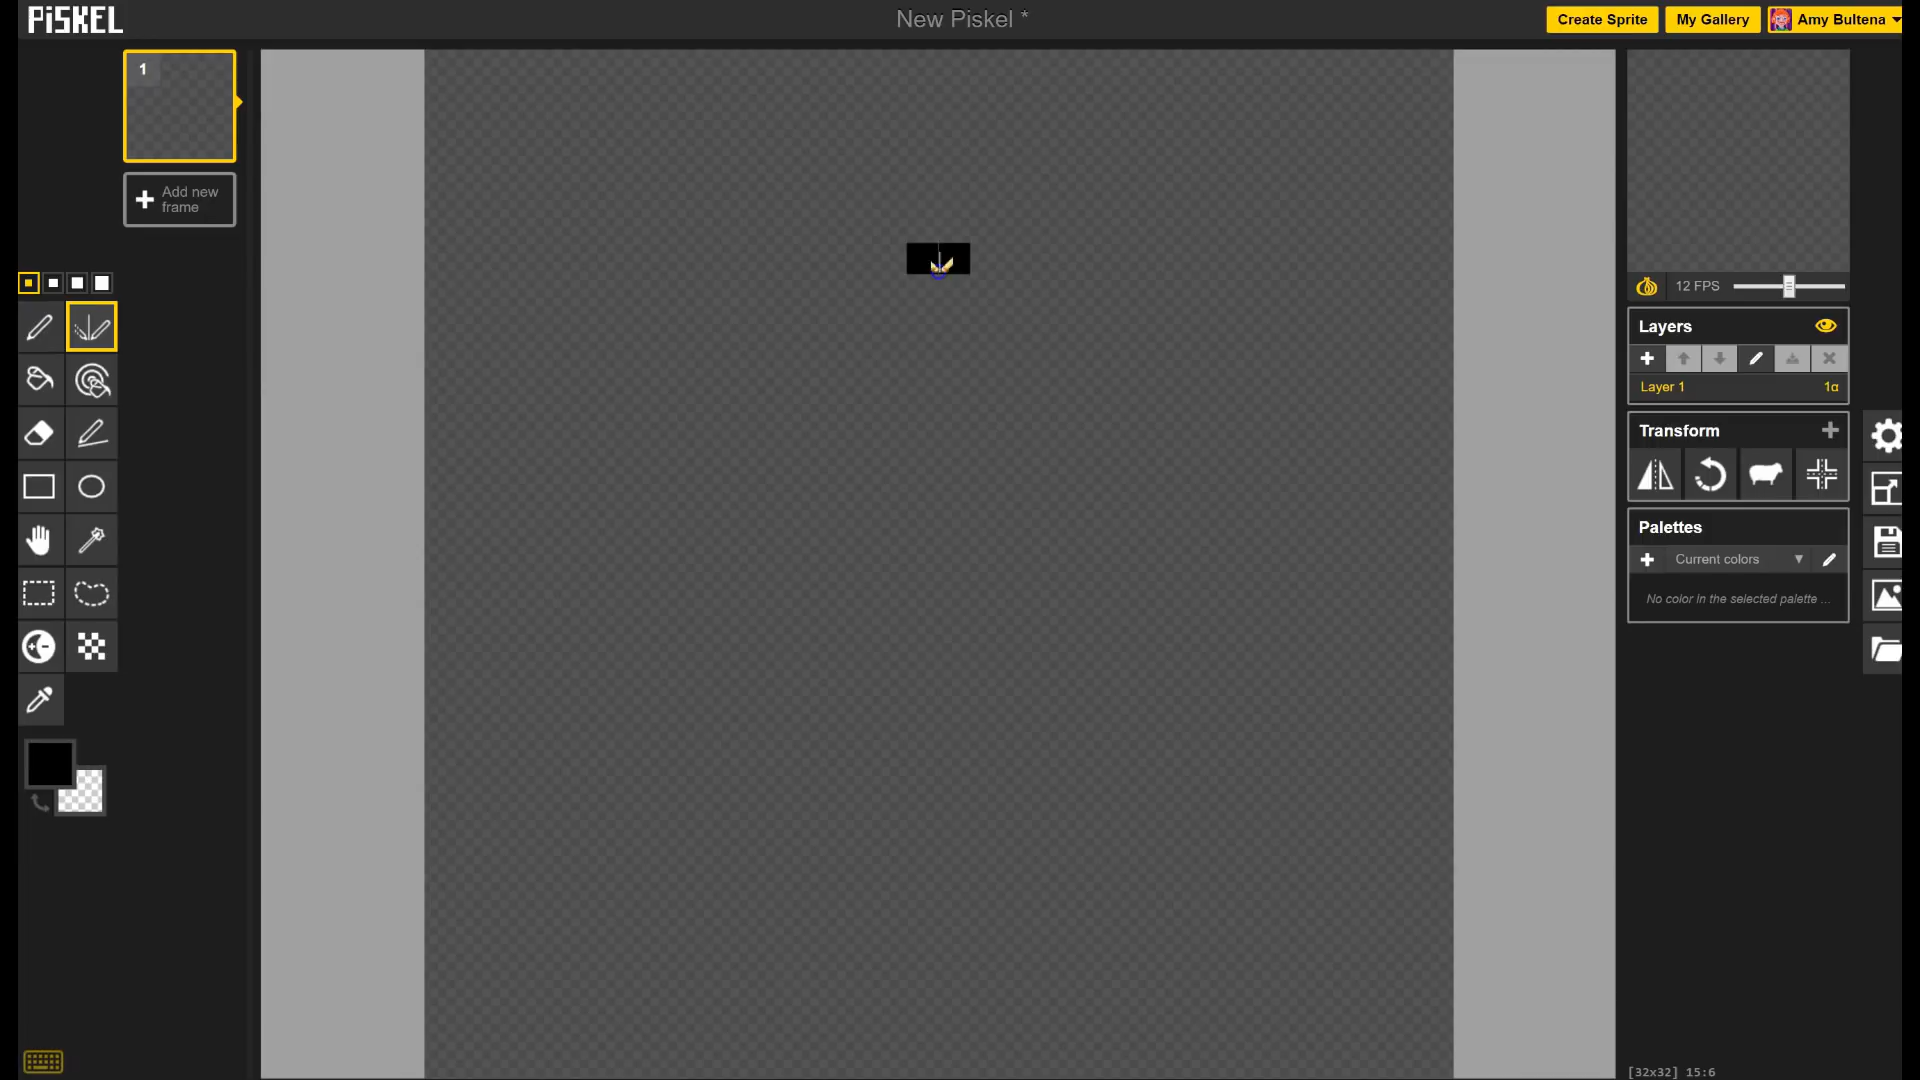 PiSKEL
New Piskel *
Create Sprite
My Gallery
Amy Bultena
1
Add new
frame
12 FPS
Layers
Layer 1
1α
Transform
Palettes
Current colors
No color in the selected palette ...
[32x32] 15:6